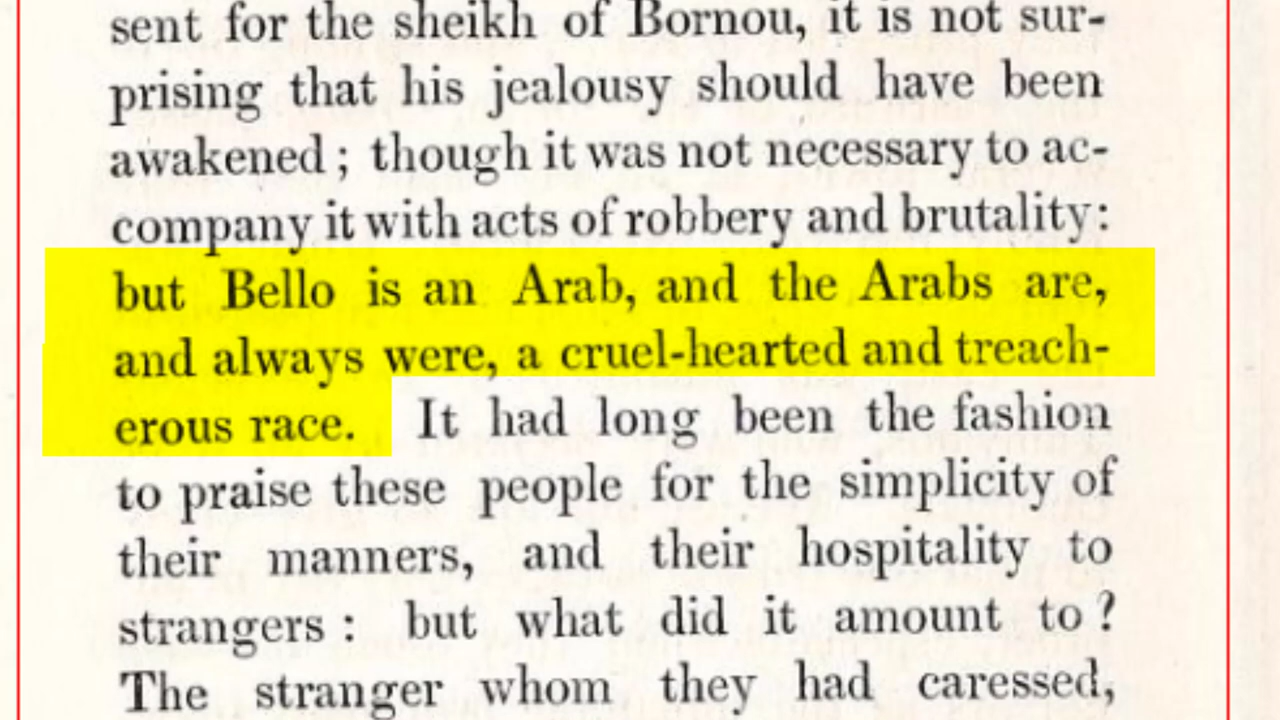 sent for the sheikh of Bornou, it is not sur-
prising that his jealousy should have been
awakened ; though it was not necessary to ac-
company it with acts of robbery and brutality:
but Bello is an Arab, and the Arabs are,
and always were, a cruel-hearted and treach-
erous race. It had long been the fashion
to praise these people for the simplicity of
their manners, and their hospitality to
strangers : but what did it amount to ?
The stranger whom they had caressed,